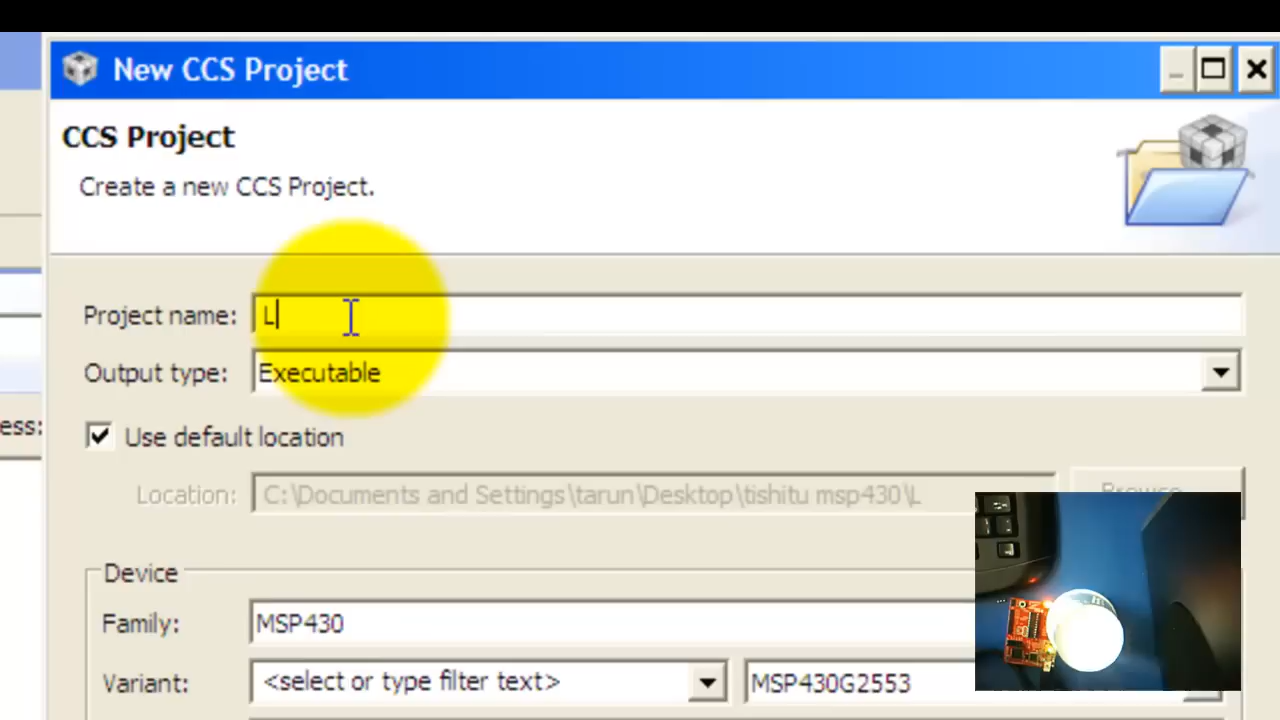 New CCS Project
CCS Project
Create a new CCS Project.
Project name: L
Output type: Executable
ess:
Use default location
Location: C:\Documents and Settings\tarun\Desktop\tishitu msp430\L
Browse...
Device
Family: MSP430
Variant: <select or type filter text> MSP430G2553